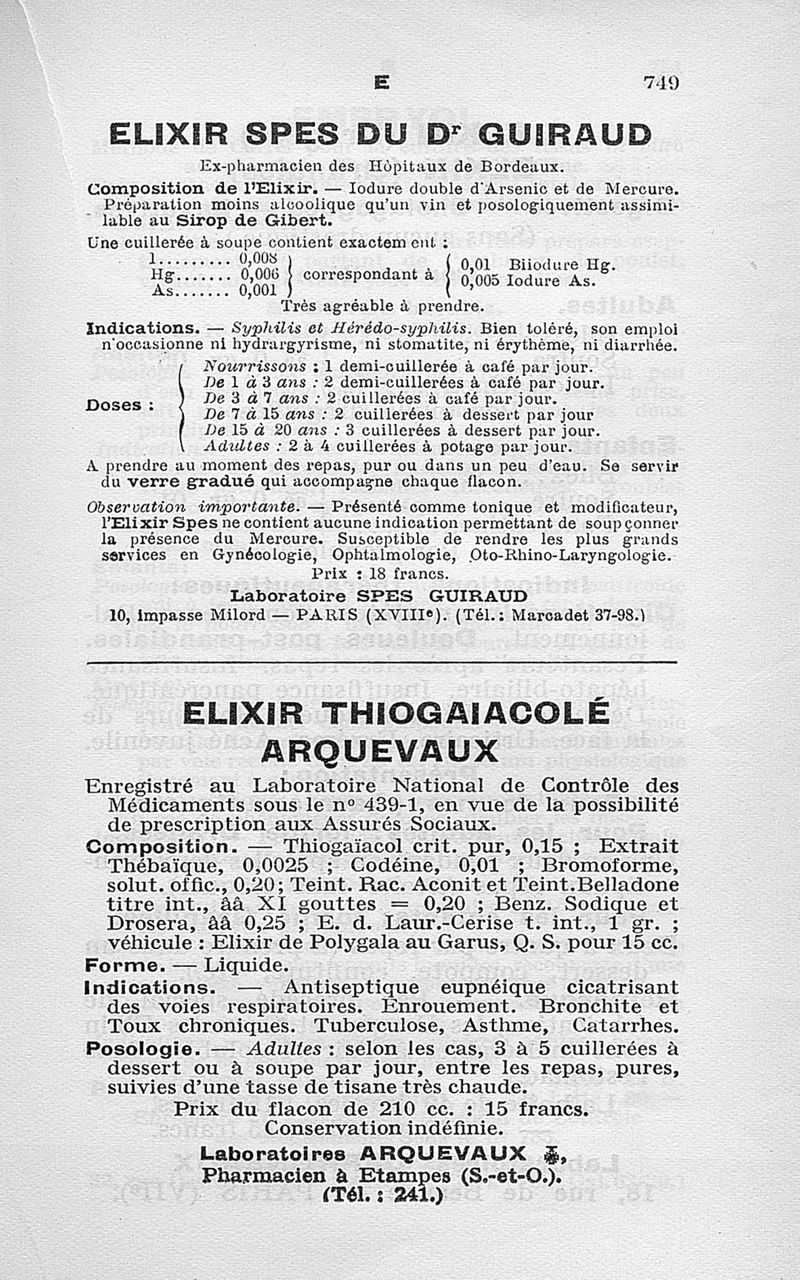 E 749
ELIXIR SPES DU Dr GUIRAUD
Ex-pharmacien des Hôpitaux de Bordeaux.
Composition de l'Elixir. — Iodure double d'Arsenic et de Mercure.
Préparation moins alcoolique qu'un vin et posologiquement assimi-
lable au Sirop de Gibert.
Une cuillerée à soupe contient exactement :
I.......... 0,008
Hg....... 0,006 } correspondant à { 0,01 Biiodure Hg.
As....... 0,001 0,005 Iodure As.
Très agréable à prendre.
Indications. — Syphilis et Hérédo-syphilis. Bien toléré, son emploi
n'occasionne ni hydrargyrisme, ni stomatite, ni érythème, ni diarrhée.
Doses :
Nourrissons : 1 demi-cuillerée à café par jour.
De 1 à 3 ans : 2 demi-cuillerées à café par jour.
De 3 à 7 ans : 2 cuillerées à café par jour.
De 7 à 15 ans : 2 cuillerées à dessert par jour
De 15 à 20 ans : 3 cuillerées à dessert par jour.
Adultes : 2 à 4 cuillerées à potage par jour.
A prendre au moment des repas, pur ou dans un peu d'eau. Se servir
du verre gradué qui accompagne chaque flacon.
Observation importante. — Présenté comme tonique et modificateur,
l'Elixir Spes ne contient aucune indication permettant de soupçonner
la présence du Mercure. Susceptible de rendre les plus grands
services en Gynécologie, Ophtalmologie, Oto-Rhino-Laryngologie.
Prix : 18 francs.
Laboratoire SPES GUIRAUD
10, impasse Milord — PARIS (XVIIIe). (Tél.: Marcadet 37-98.)
ELIXIR THIOGAIACOLÉ
ARQUEVAUX
Enregistré au Laboratoire National de Contrôle des
Médicaments sous le no 439-1, en vue de la possibilité
de prescription aux Assurés Sociaux.
Composition. — Thiogaïacol crit. pur, 0,15 ; Extrait
Thébaïque, 0,0025 ; Codéine, 0,01 ; Bromoforme,
solut. offic., 0,20; Teint. Rac. Aconit et Teint.Belladone
titre int., ââ XI gouttes = 0,20 ; Benz. Sodique et
Drosera, ââ 0,25 ; E. d. Laur.-Cerise t. int., 1 gr. ;
véhicule : Elixir de Polygala au Garus, Q. S. pour 15 cc.
Forme. — Liquide.
Indications. — Antiseptique eupnéique cicatrisant
des voies respiratoires. Enrouement. Bronchite et
Toux chroniques. Tuberculose, Asthme, Catarrhes.
Posologie. — Adultes : selon les cas, 3 à 5 cuillerées à
dessert ou à soupe par jour, entre les repas, pures,
suivies d'une tasse de tisane très chaude.
Prix du flacon de 210 cc. : 15 francs.
Conservation indéfinie.
Laboratoires ARQUEVAUX ,
Pharmacien à Etampes (S.-et-O.).
(Tél. : 241.)